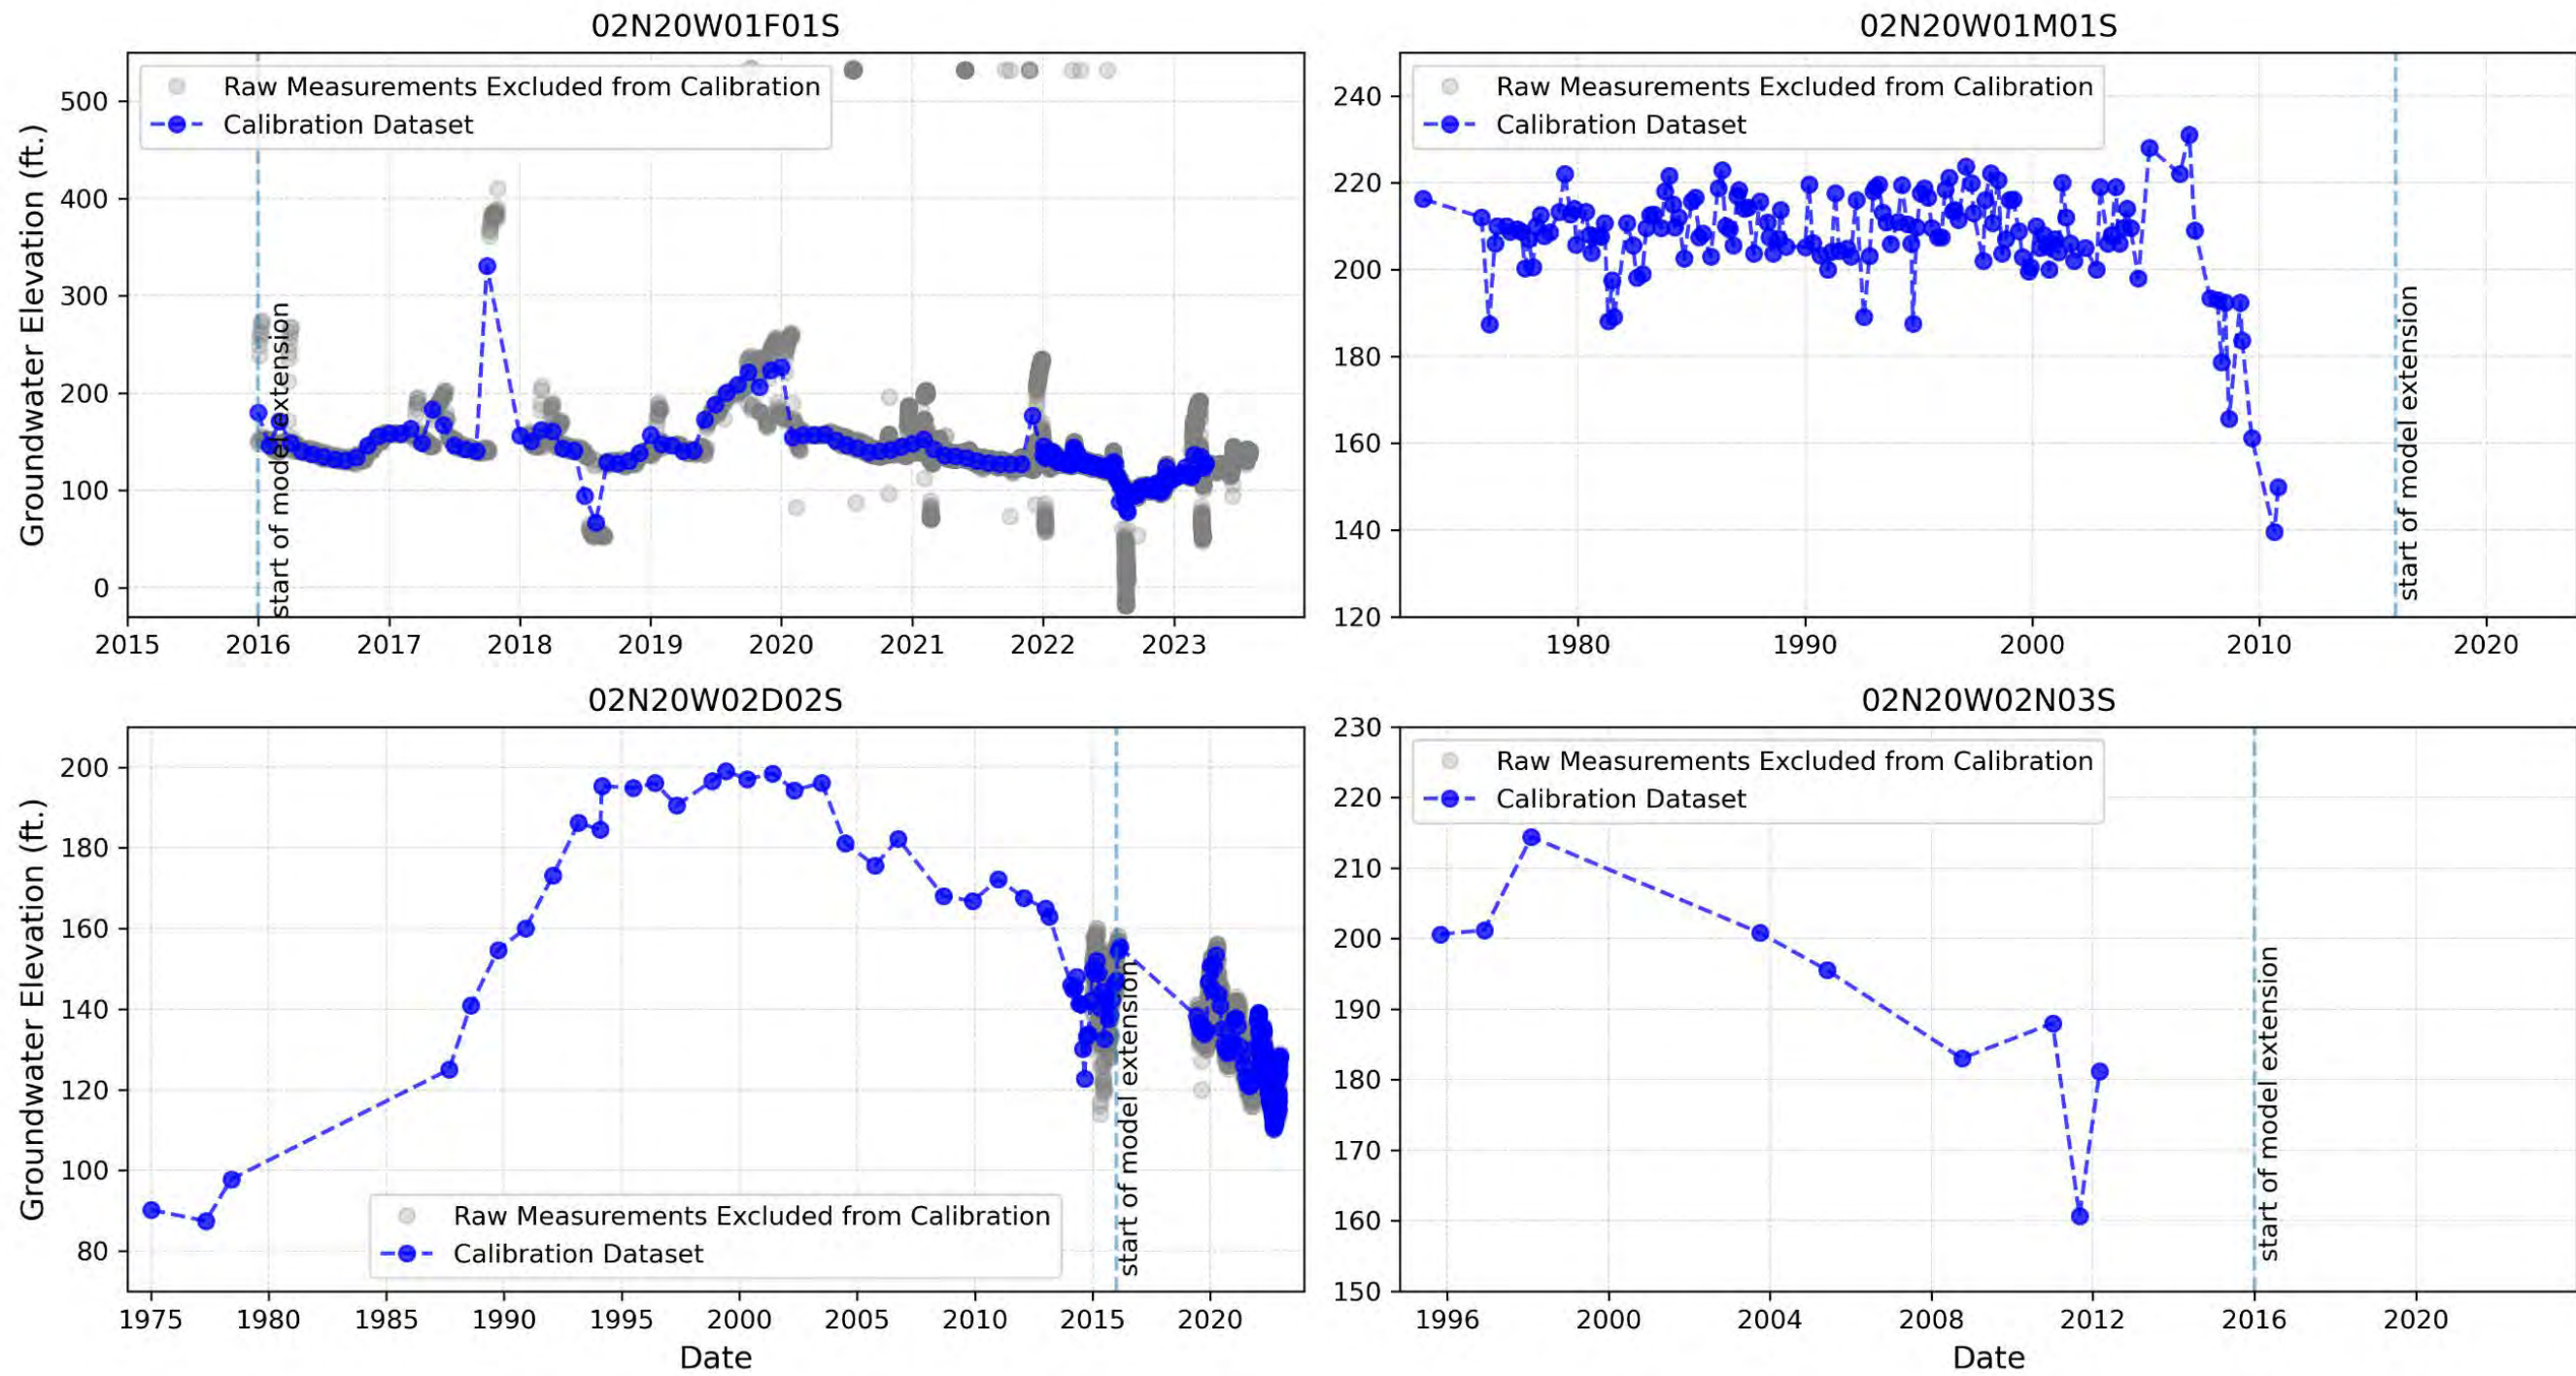 02N20W01F01S
Groundwater Elevation (ft.)
500
400
300
200
100
0
Raw Measurements Excluded from Calibration
Calibration Dataset
start of model extension
2015 2016 2017 2018 2019 2020 2021 2022 2023
02N20W01M01S
240
220
200
180
160
140
120
Raw Measurements Excluded from Calibration
Calibration Dataset
start of model extension
1980 1990 2000 2010 2020
02N20W02D02S
Groundwater Elevation (ft.)
200
180
160
140
120
100
80
Raw Measurements Excluded from Calibration
Calibration Dataset
start of model extension
1975 1980 1985 1990 1995 2000 2005 2010 2015 2020
Date
02N20W02N03S
230
220
210
200
190
180
170
160
150
Raw Measurements Excluded from Calibration
Calibration Dataset
start of model extension
1996 2000 2004 2008 2012 2016 2020
Date